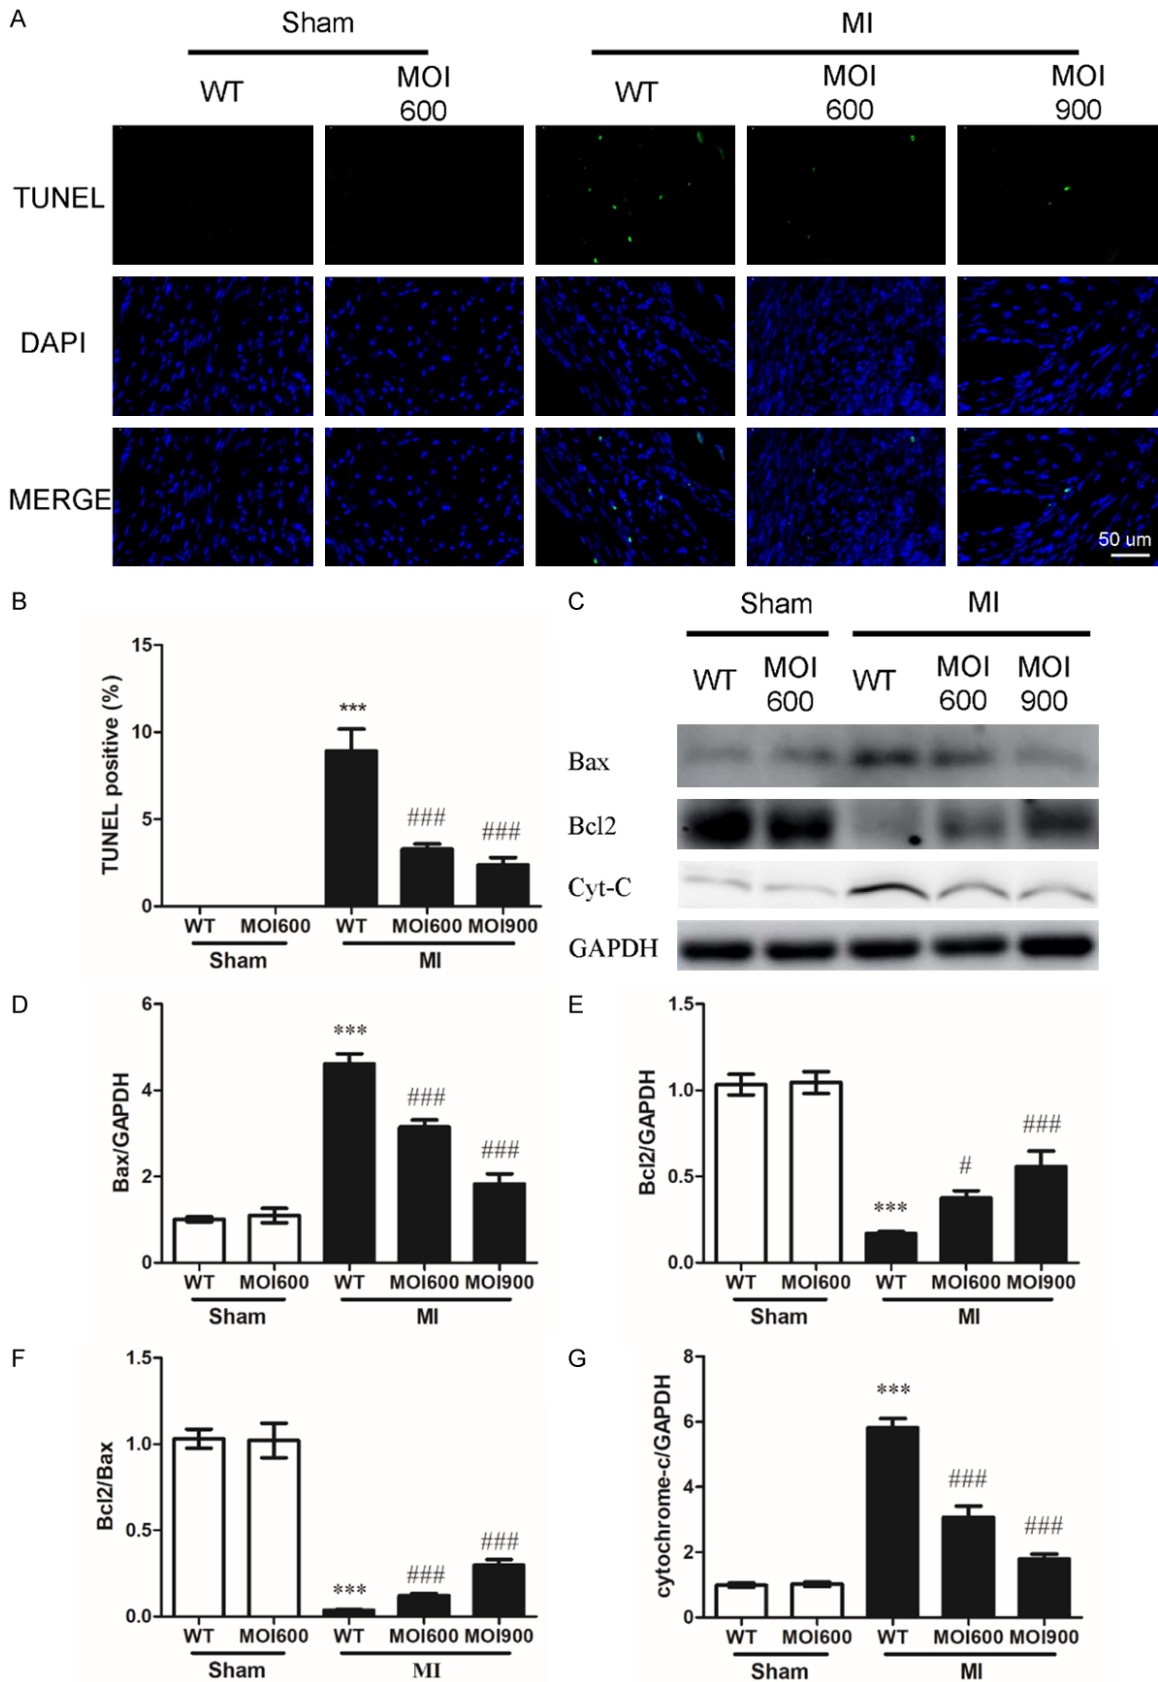 A
Sham MI
WT MOI 600 WT MOI 600 MOI 900
TUNEL
DAPI
MERGE
50 um
B
TUNEL positive (%)
15
10
5
0
***
###
###
WT MOI600 WT MOI600 MOI900
Sham MI
C
Sham MI
WT MOI 600 WT MOI 600 MOI 900
Bax
Bcl2
Cyt-C
GAPDH
D
Bax/GAPDH
6
4
2
0
***
###
###
WT MOI600 WT MOI600 MOI900
Sham MI
E
Bcl2/GAPDH
1.5
1.0
0.5
0.0
***
#
###
WT MOI600 WT MOI600 MOI900
Sham MI
F
Bcl2/Bax
1.5
1.0
0.5
0.0
***
###
###
WT MOI600 WT MOI600 MOI900
Sham MI
G
cytochrome-c/GAPDH
8
6
4
2
0
***
###
###
WT MOI600 WT MOI600 MOI900
Sham MI